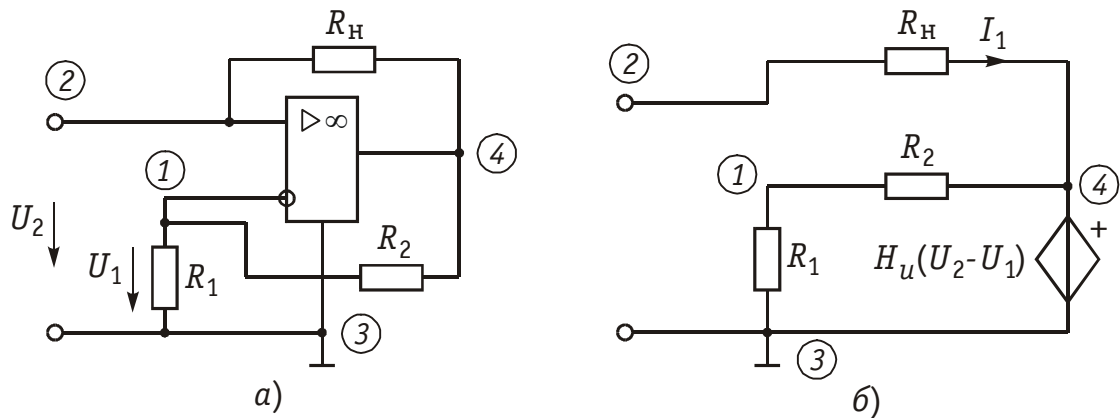 R_н
2
▷ ∞
4
1
U_2
R_2
U_1
R_1
3
а)
R_н
I_1
2
R_2
1
4
+
R_1
H_u(U_2-U_1)
3
б)